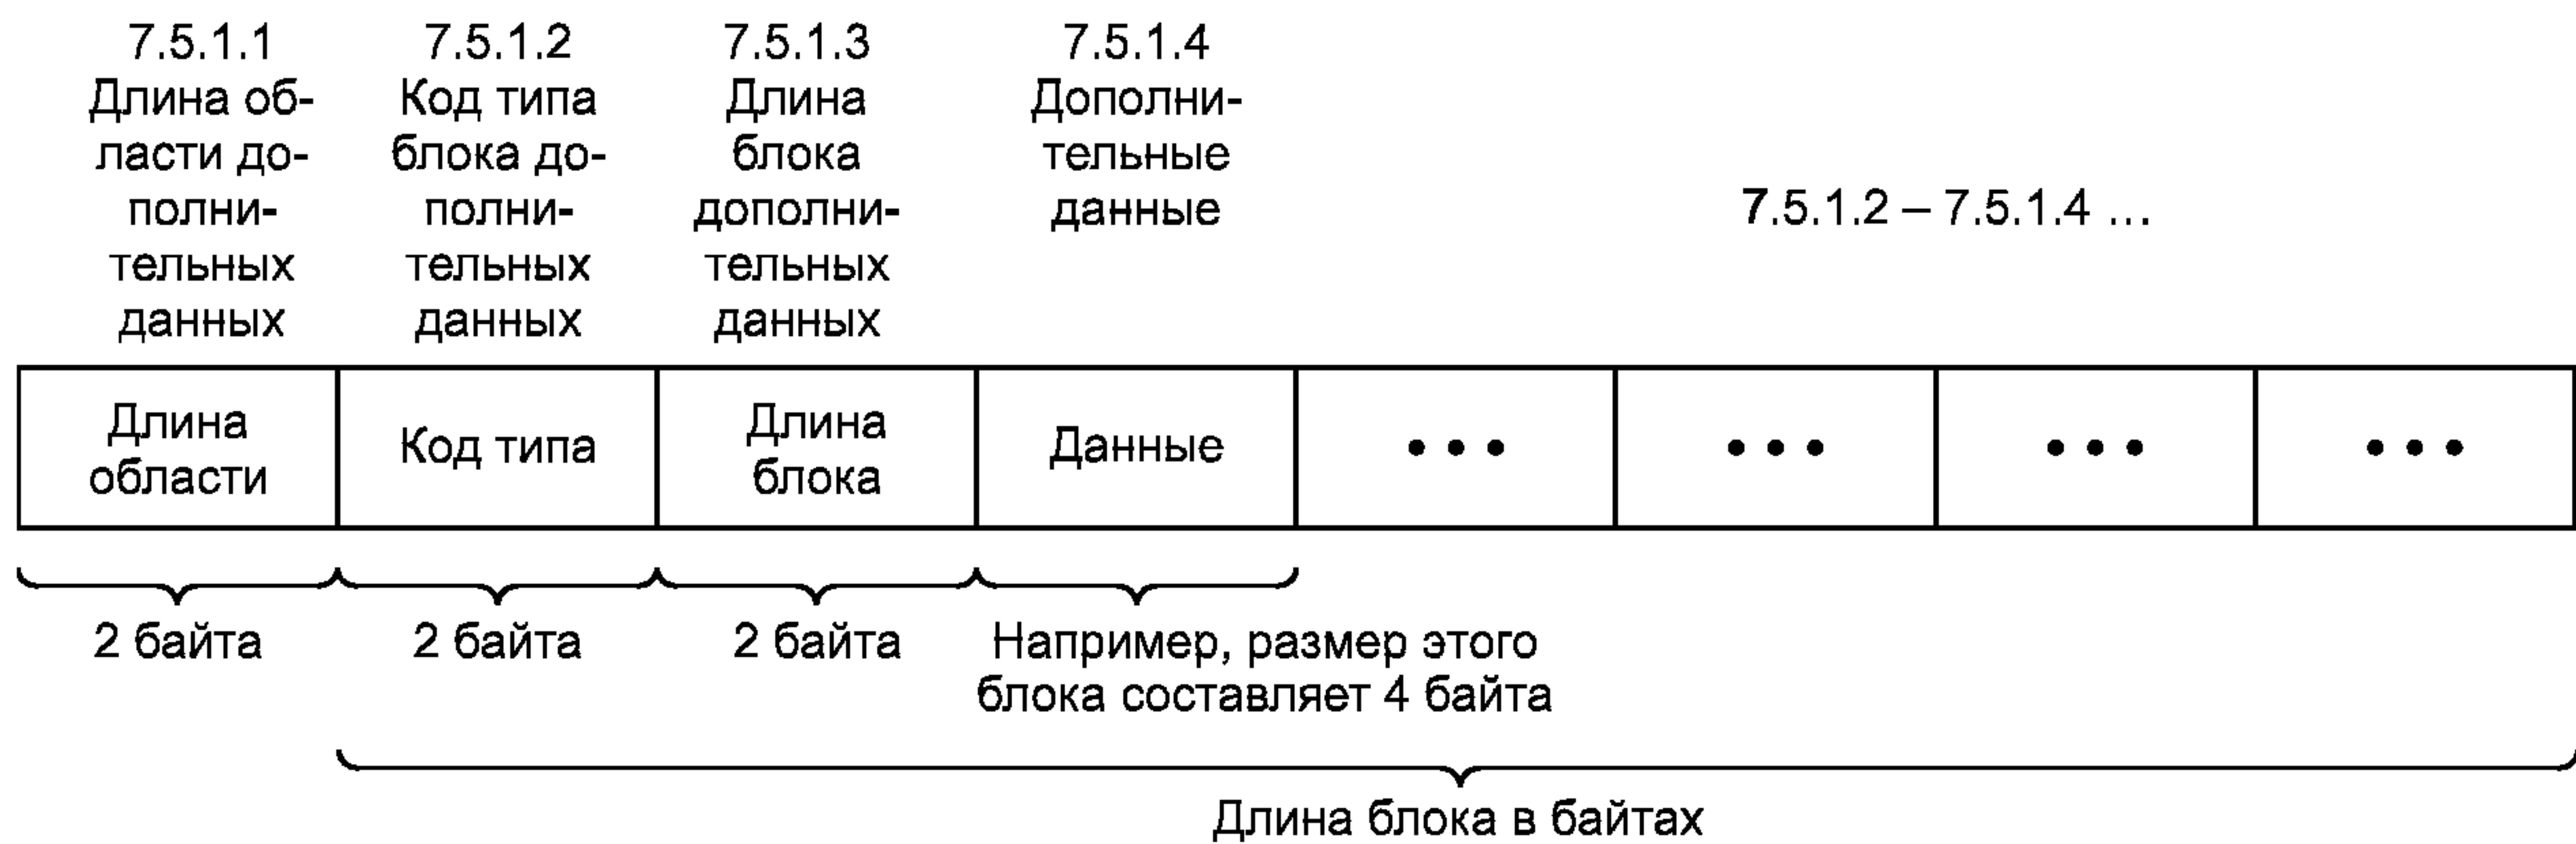 7.5.1.1
Длина об-
ласти до-
полни-
тельных
данных
7.5.1.2
Код типа
блока до-
полни-
тельных
данных
7.5.1.3
Длина
блока
дополни-
тельных
данных
7.5.1.4
Дополни-
тельные
данные
7.5.1.2 – 7.5.1.4 ...
Длина
области
Код типа
Длина
блока
Данные
• • •
• • •
• • •
• • •
2 байта
2 байта
2 байта
Например, размер этого
блока составляет 4 байта
Длина блока в байтах